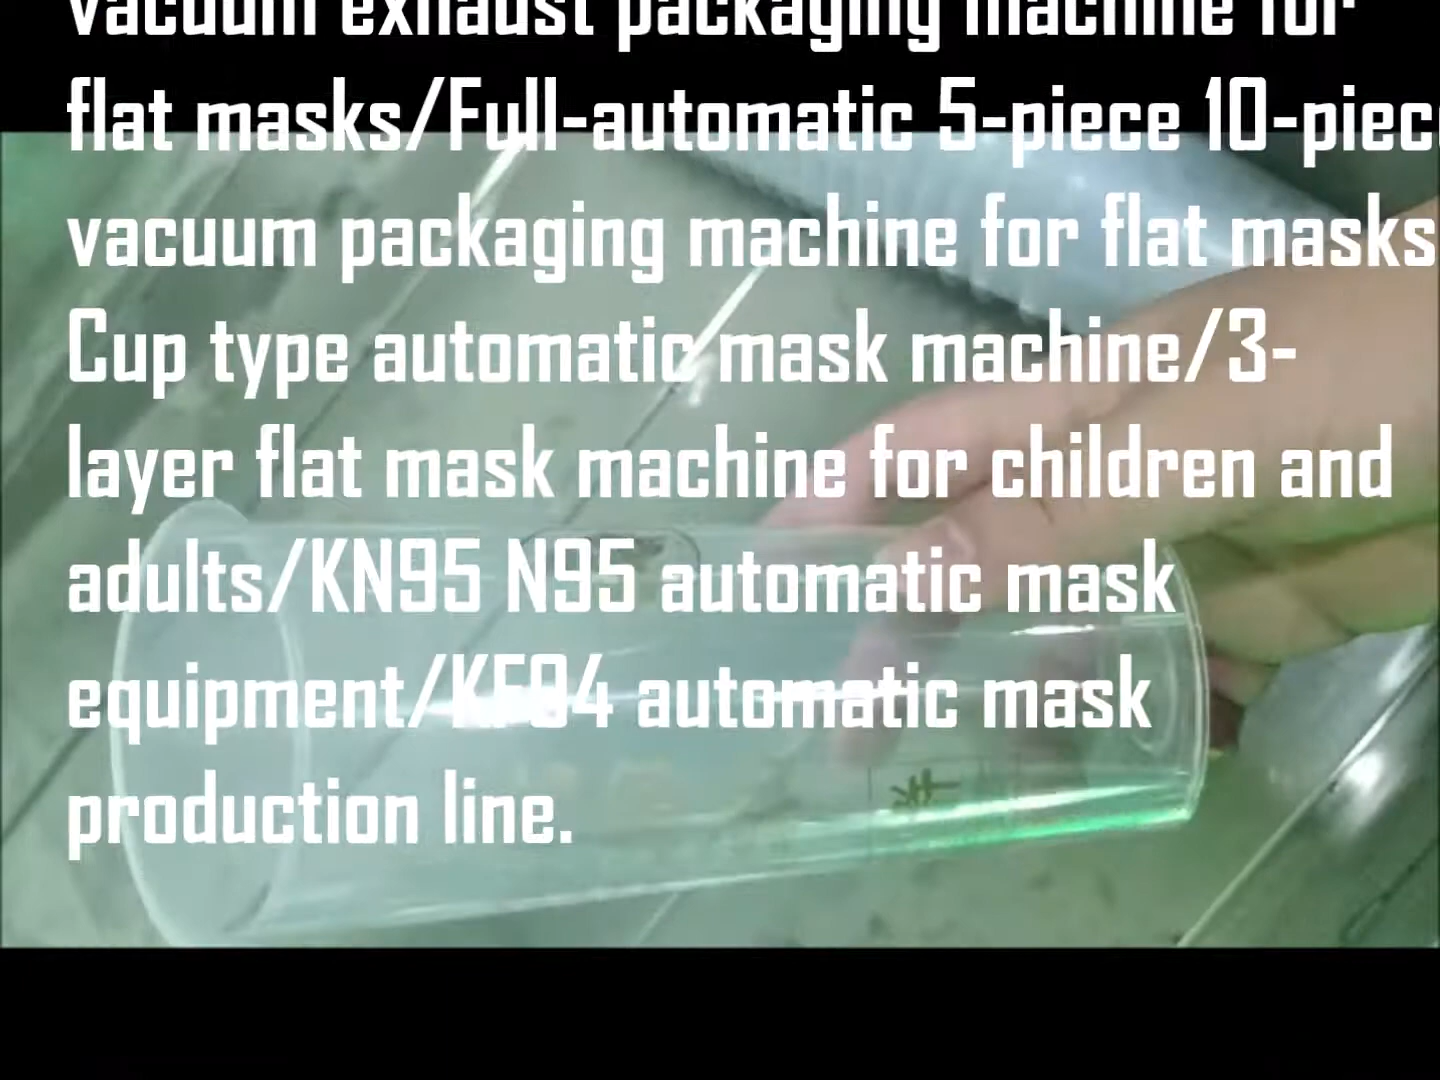 vacuum exhaust packaging machine for
flat masks/Full-automatic 5-piece 10-piece
vacuum packaging machine for flat masks
Cup type automatic mask machine/3-
layer flat mask machine for children and
adults/KN95 N95 automatic mask
equipment/KF94 automatic mask
production line.